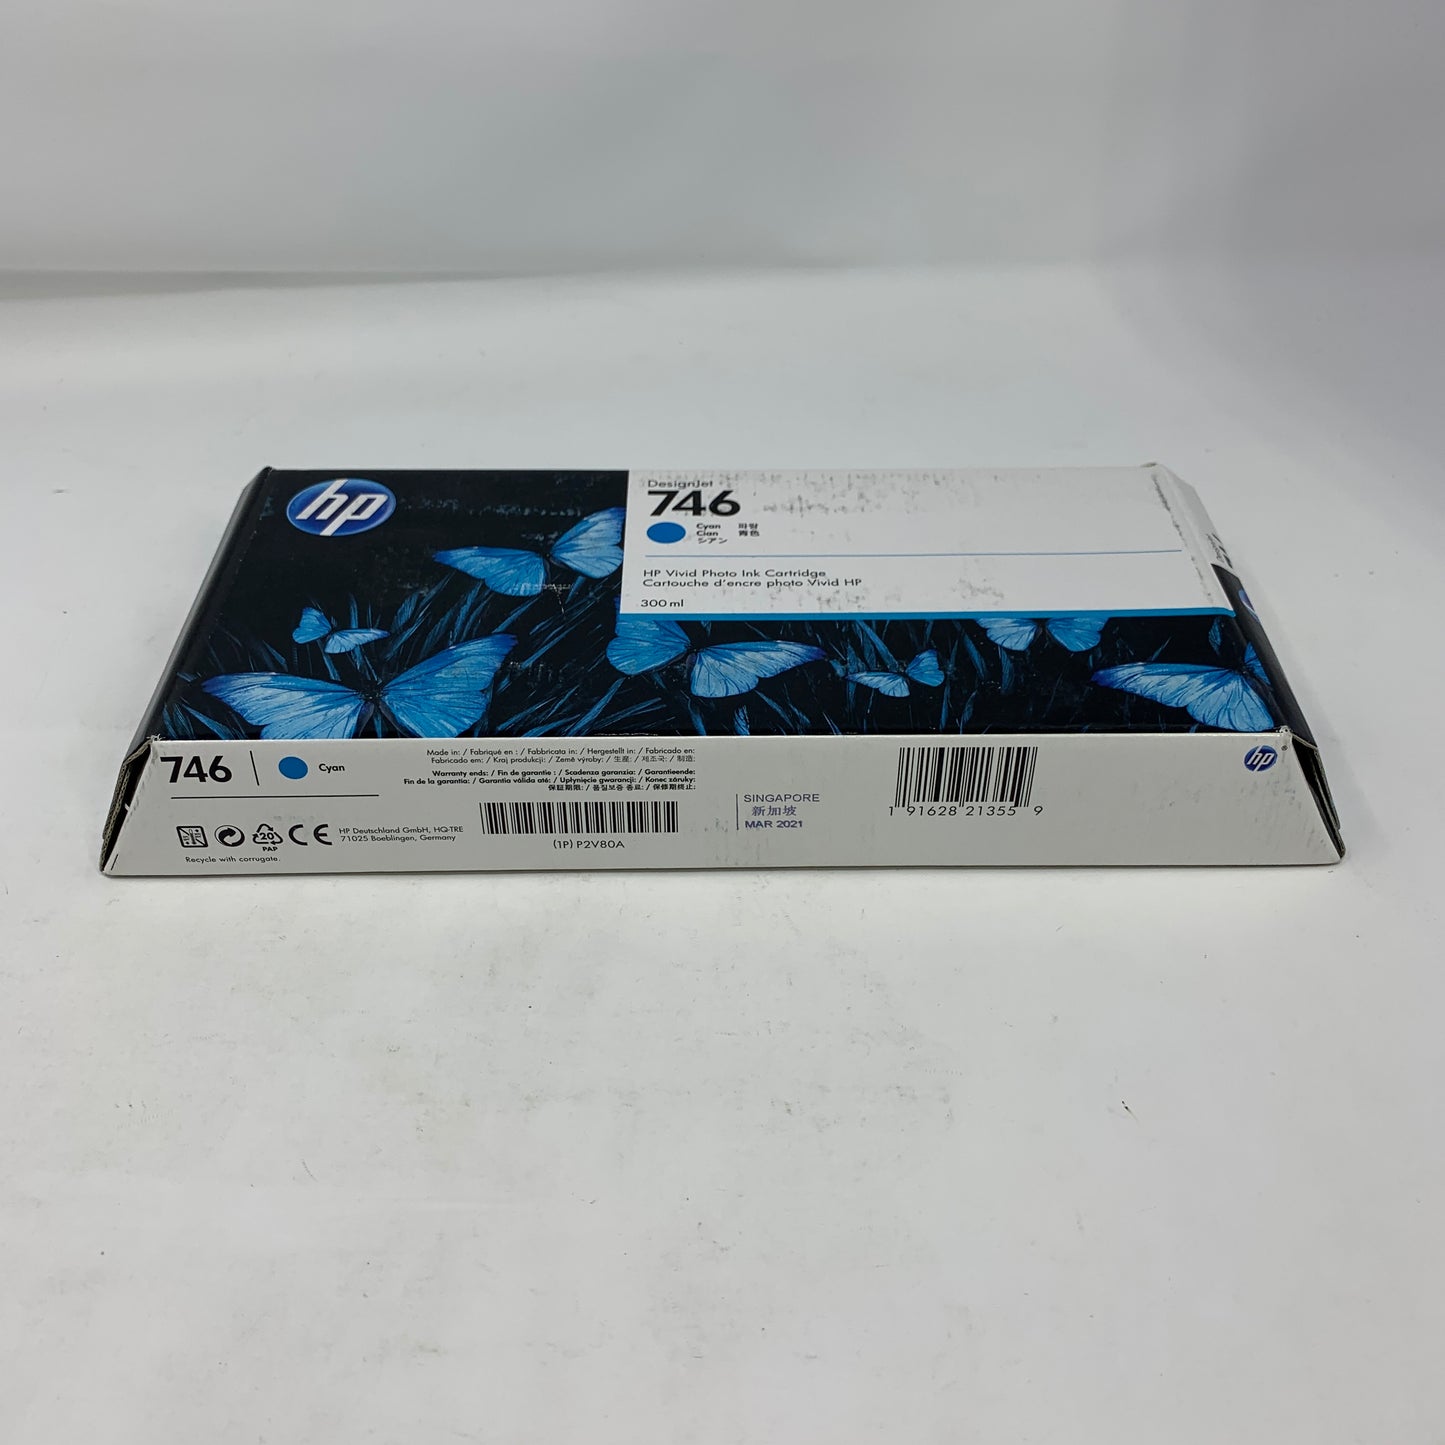 hp
DesignJet
746
Cyan 파랑
Cian 青色
シアン
HP Vivid Photo Ink Cartridge
Cartouche d'encre photo Vivid HP
300 ml
746
Cyan
Made in: / Fabriqué en : / Fabbricata in: / Hergestellt in: / Fabricado en:
Fabricado em: / Kraj produkcji: / Země výroby: / 生産: / 제조국: / 制造:
Warranty ends: / Fin de garantie : / Scadenza garanzia: / Garantieende:
Fin de la garantía: / Garantia válida até: / Upłynięcie gwarancji: / Konec záruky:
保証期限: / 품질보증 종료: / 保修期终止:
SINGAPORE
新加坡
MAR 2021
1 91628 21355 9
hp
20
PAP
CE
HP Deutschland GmbH, HQ-TRE
71025 Boeblingen, Germany
(1P) P2V80A
Recycle with corrugate.